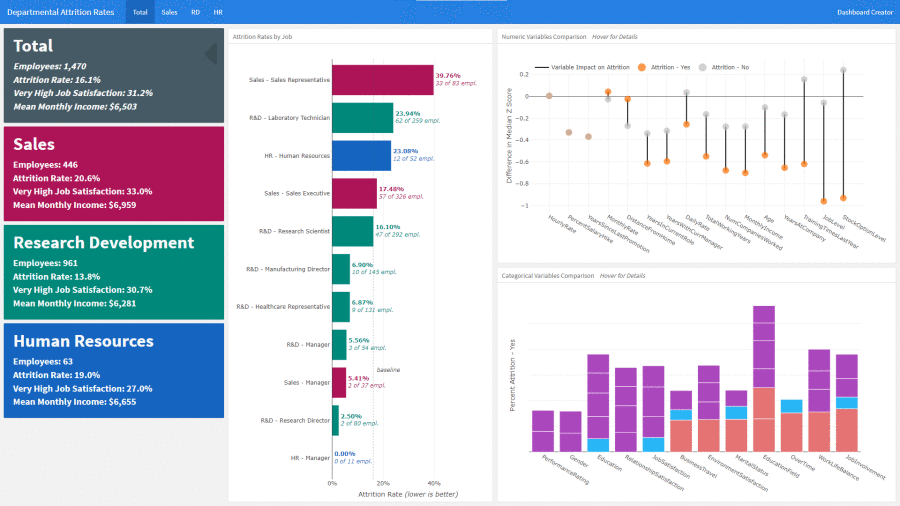 Departmental Attrition Rates
Total
Sales
RD
HR
Dashboard Creator
Total
Employees: 1,470
Attrition Rate: 16.1%
Very High Job Satisfaction: 31.2%
Mean Monthly Income: $6,503
Sales
Employees: 446
Attrition Rate: 20.6%
Very High Job Satisfaction: 33.0%
Mean Monthly Income: $6,959
Research Development
Employees: 961
Attrition Rate: 13.8%
Very High Job Satisfaction: 30.7%
Mean Monthly Income: $6,281
Human Resources
Employees: 63
Attrition Rate: 19.0%
Very High Job Satisfaction: 27.0%
Mean Monthly Income: $6,655
Attrition Rates by Job
Sales - Sales Representative
39.76%
33 of 83 empl.
R&D - Laboratory Technician
23.94%
62 of 259 empl.
HR - Human Resources
23.08%
12 of 52 empl.
Sales - Sales Executive
17.48%
57 of 326 empl.
R&D - Research Scientist
16.10%
47 of 292 empl.
R&D - Manufacturing Director
6.90%
10 of 145 empl.
R&D - Healthcare Representative
6.87%
9 of 131 empl.
R&D - Manager
5.56%
3 of 54 empl.
baseline
Sales - Manager
5.41%
2 of 37 empl.
R&D - Research Director
2.50%
2 of 80 empl.
HR - Manager
0.00%
0 of 11 empl.
0%
20%
40%
Attrition Rate (lower is better)
Numeric Variables Comparison Hover for Details
Variable Impact on Attrition
Attrition - Yes
Attrition - No
Difference in Median Z Score
0.2
0
−0.2
−0.4
−0.6
−0.8
−1
HourlyRate
PercentSalaryHike
YearsSinceLastPromotion
MonthlyRate
DistanceFromHome
YearsInCurrentRole
YearsWithCurrManager
DailyRate
TotalWorkingYears
NumCompaniesWorked
MonthlyIncome
Age
YearsAtCompany
TrainingTimesLastYear
JobLevel
StockOptionLevel
Categorical Variables Comparison Hover for Details
Percent Attrition - Yes
PerformanceRating
Gender
Education
RelationshipSatisfaction
JobSatisfaction
BusinessTravel
EnvironmentSatisfaction
MaritalStatus
EducationField
OverTime
WorkLifeBalance
JobInvolvement